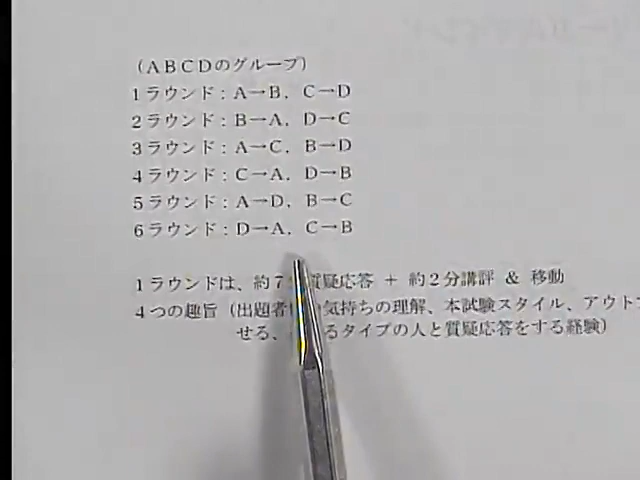 （ＡＢＣＤのグループ）
１ラウンド：Ａ→Ｂ．Ｃ→Ｄ
２ラウンド：Ｂ→Ａ．Ｄ→Ｃ
３ラウンド：Ａ→Ｃ．Ｂ→Ｄ
４ラウンド：Ｃ→Ａ．Ｄ→Ｂ
５ラウンド：Ａ→Ｄ．Ｂ→Ｃ
６ラウンド：Ｄ→Ａ．Ｃ→Ｂ
１ラウンドは、約７ 質疑応答 ＋ 約２分講評 ＆ 移動
４つの趣旨（出題者 気持ちの理解、本試験スタイル、アウト
せる、 るタイプの人と質疑応答をする経験）